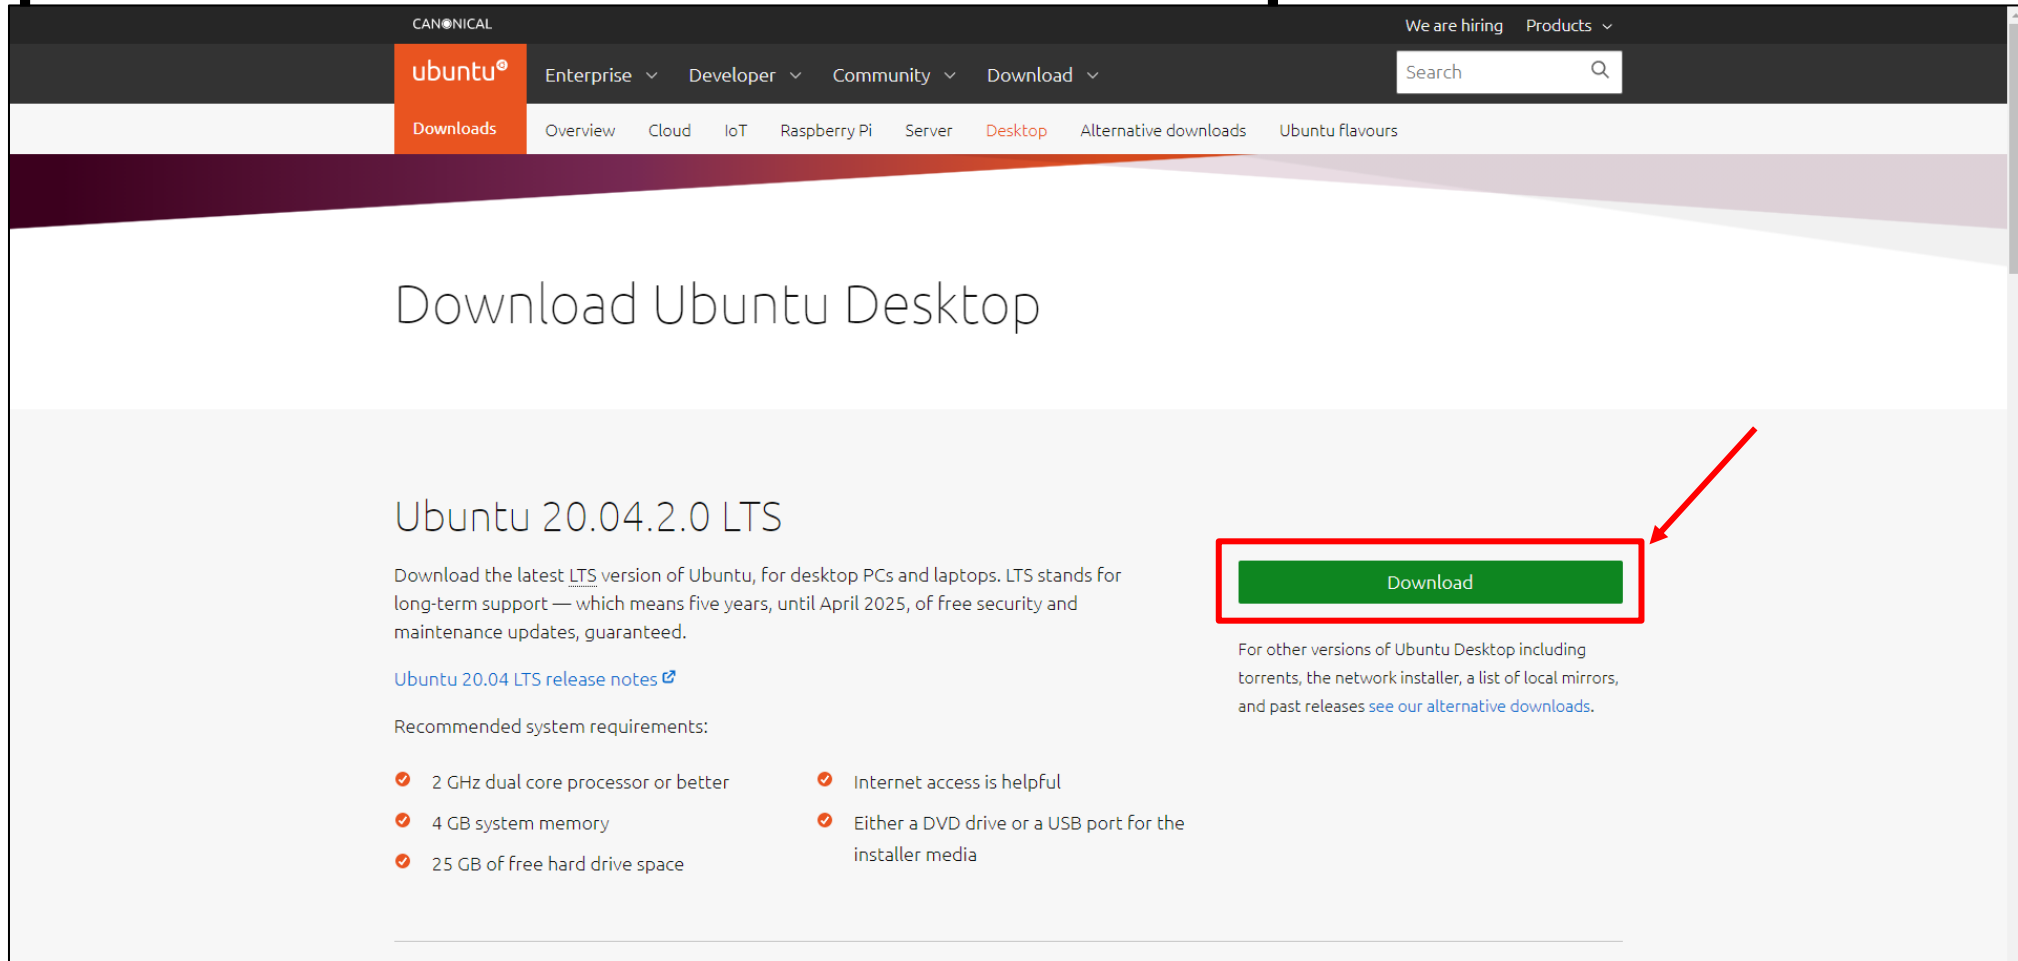 CANONICAL
We are hiring Products
ubuntu
Enterprise Developer Community Download
Search
Downloads
Overview Cloud IoT Raspberry Pi Server Desktop Alternative downloads Ubuntu flavours
Download Ubuntu Desktop
Ubuntu 20.04.2.0 LTS
Download the latest LTS version of Ubuntu, for desktop PCs and laptops. LTS stands for
long-term support — which means five years, until April 2025, of free security and
maintenance updates, guaranteed.
Ubuntu 20.04 LTS release notes
Recommended system requirements:
2 GHz dual core processor or better
4 GB system memory
25 GB of free hard drive space
Internet access is helpful
Either a DVD drive or a USB port for the
installer media
Download
For other versions of Ubuntu Desktop including
torrents, the network installer, a list of local mirrors,
and past releases see our alternative downloads.